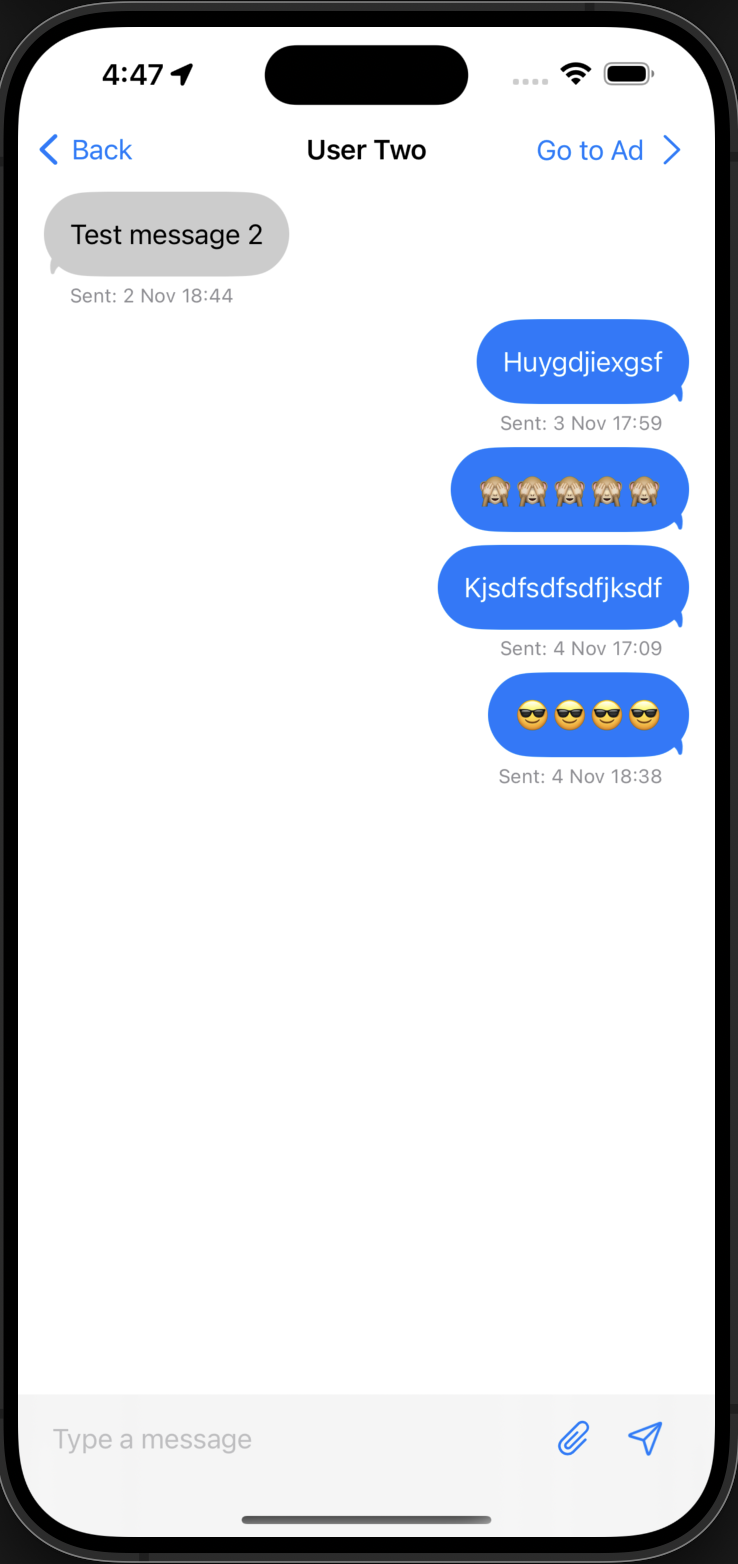 4:47
Back
User Two
Go to Ad
Test message 2
Sent: 2 Nov 18:44
Huygdjiexgsf
Sent: 3 Nov 17:59
🙈🙈🙈🙈🙈
Kjsdfsdfsdfjksdf
Sent: 4 Nov 17:09
😎😎😎😎
Sent: 4 Nov 18:38
Type a message